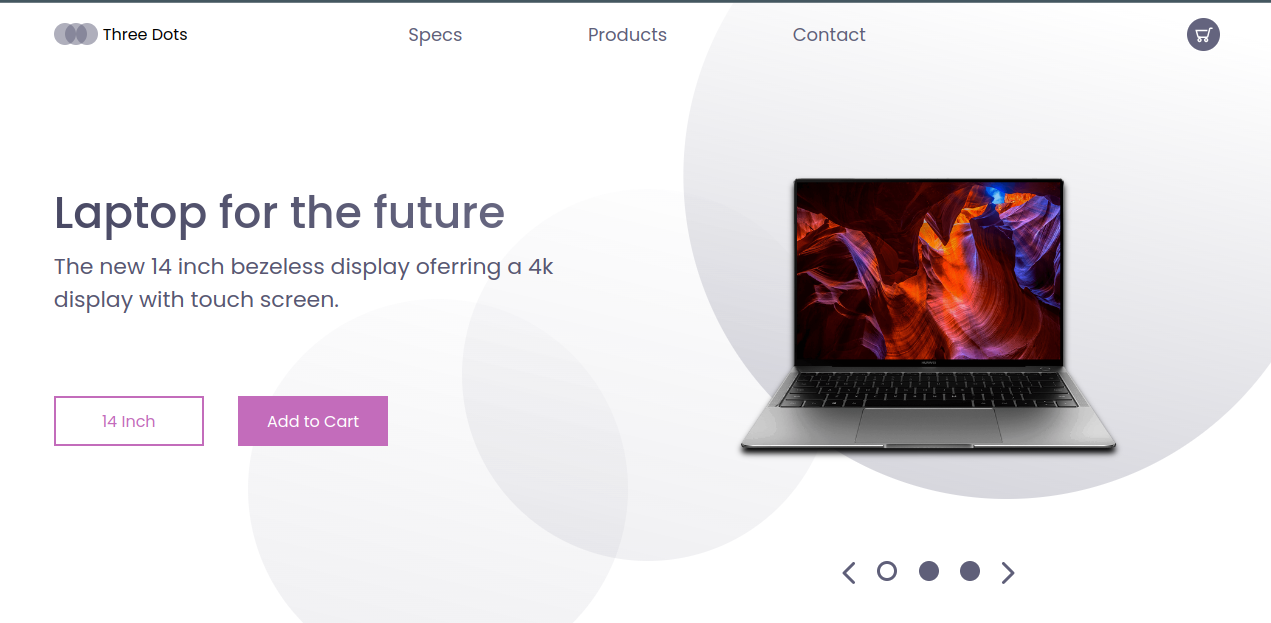 Three Dots
Specs
Products
Contact
Laptop for the future
The new 14 inch bezeless display oferring a 4k
display with touch screen.
14 Inch
Add to Cart